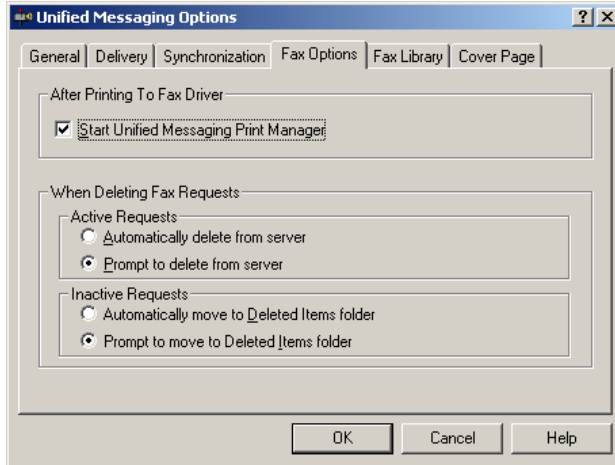 Unified Messaging Options
General Delivery Synchronization Fax Options Fax Library Cover Page
After Printing To Fax Driver
Start Unified Messaging Print Manager
When Deleting Fax Requests
Active Requests
Automatically delete from server
Prompt to delete from server
Inactive Requests
Automatically move to Deleted Items folder
Prompt to move to Deleted Items folder
OK Cancel Help